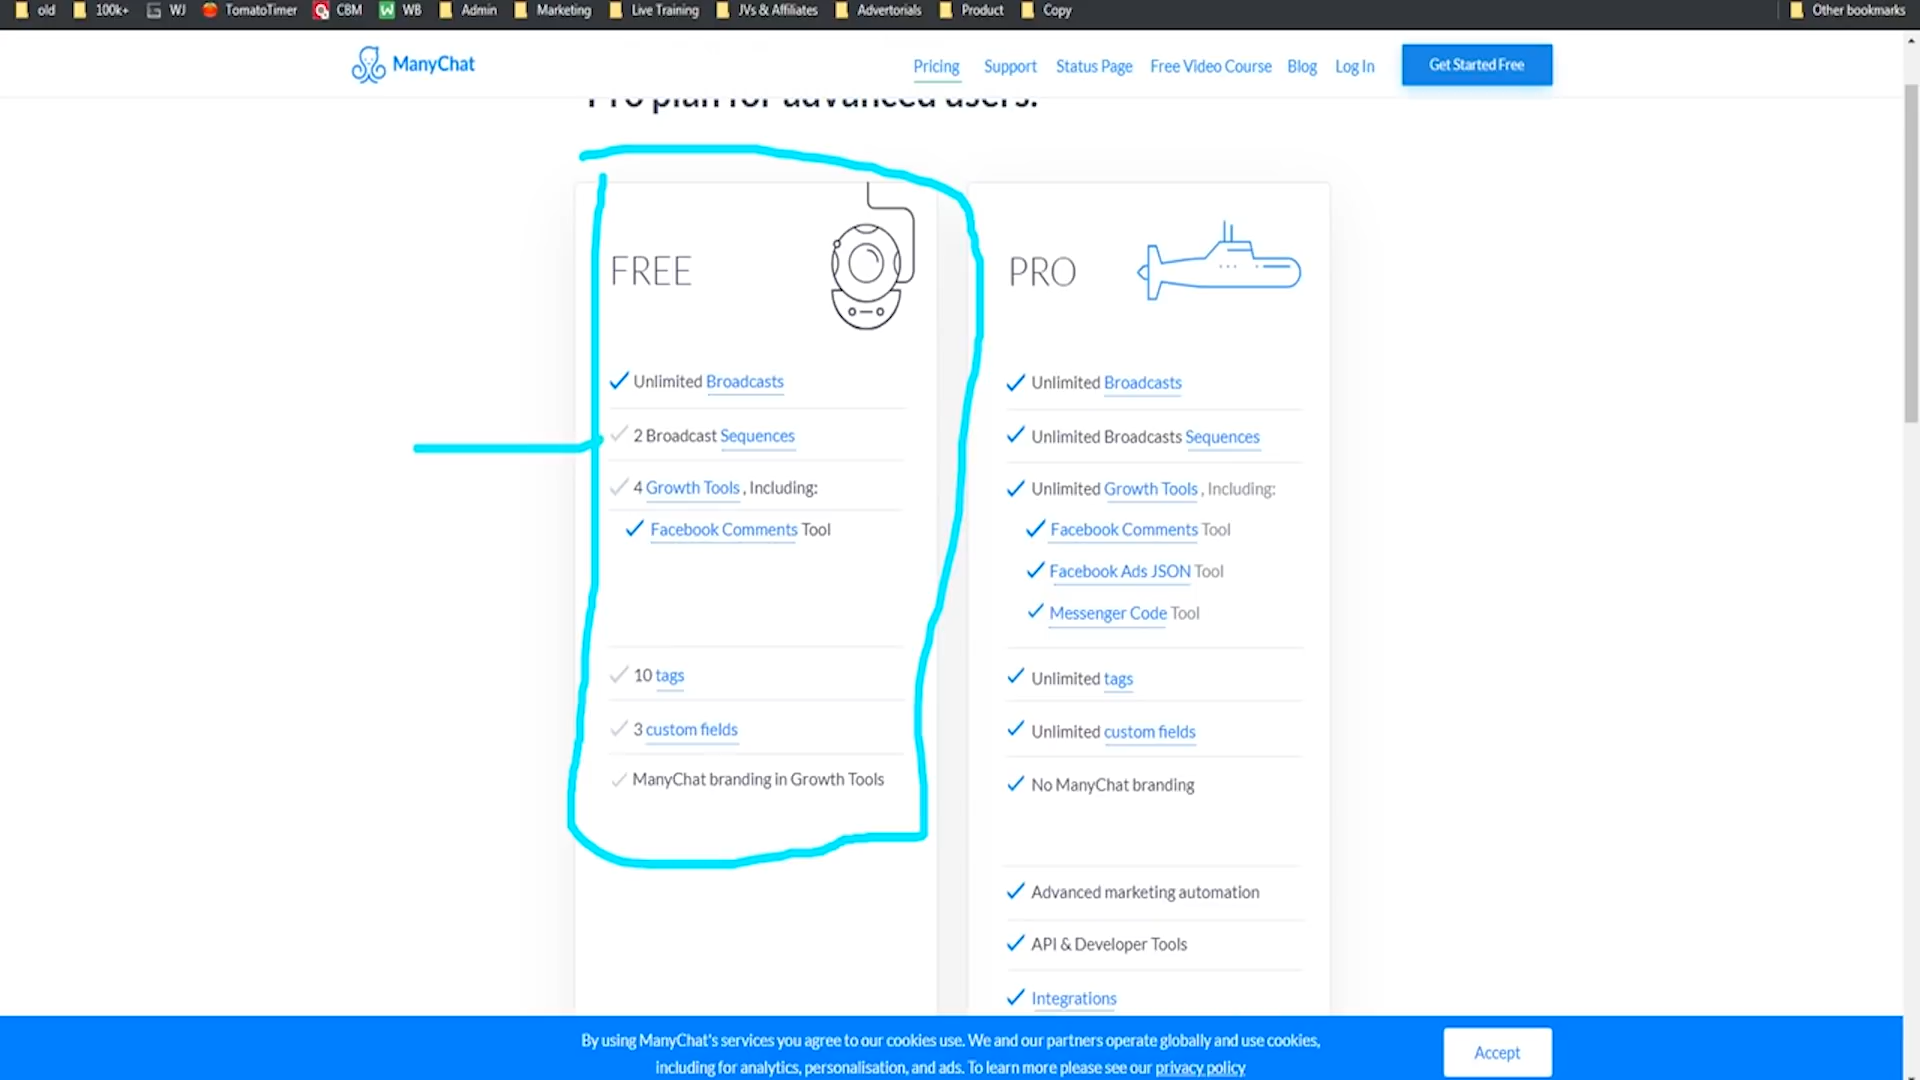 old 100k+ WJ TomatoTimer CBM WB Admin Marketing Live Training JVs & Affiliates Advertorials Product Copy Other bookmarks
ManyChat Pricing Support Status Page Free Video Course Blog Log In Get Started Free
Pro plan for advanced users.
FREE
Unlimited Broadcasts
2 Broadcast Sequences
4 Growth Tools , Including:
Facebook Comments Tool
10 tags
3 custom fields
ManyChat branding in Growth Tools
PRO
Unlimited Broadcasts
Unlimited Broadcasts Sequences
Unlimited Growth Tools , Including:
Facebook Comments Tool
Facebook Ads JSON Tool
Messenger Code Tool
Unlimited tags
Unlimited custom fields
No ManyChat branding
Advanced marketing automation
API & Developer Tools
Integrations
By using ManyChat's services you agree to our cookies use. We and our partners operate globally and use cookies,
including for analytics, personalisation, and ads. To learn more please see our privacy policy
Accept